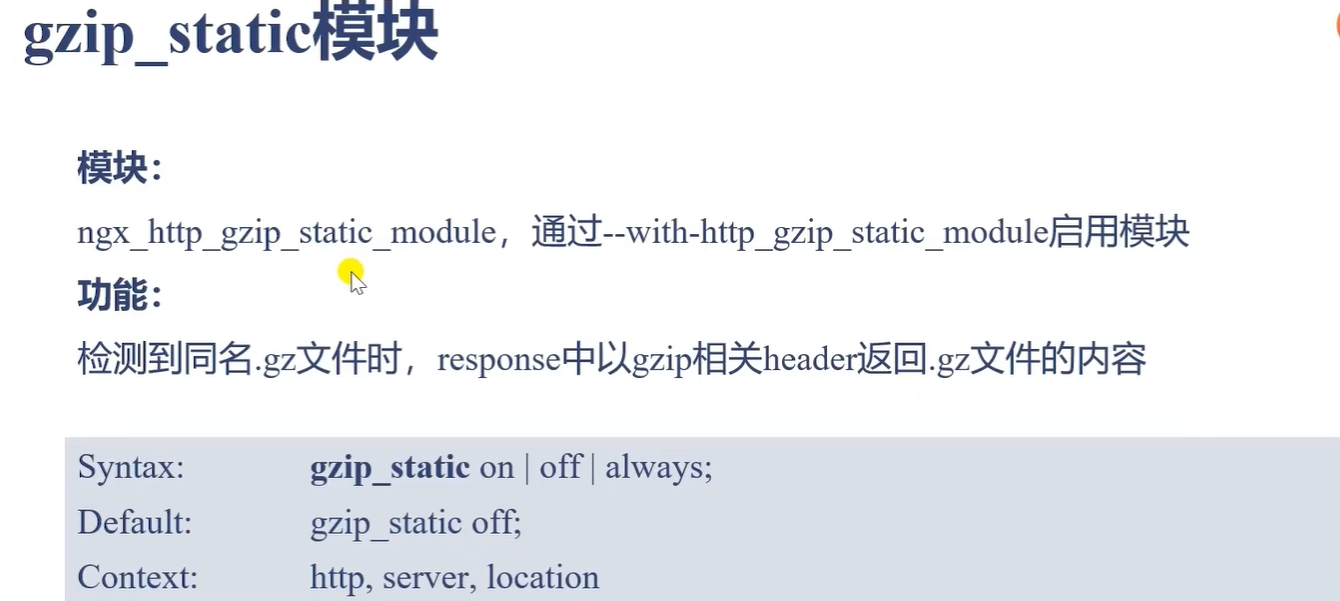 gzip_static模块
模块：
ngx_http_gzip_static_module，通过--with-http_gzip_static_module启用模块
功能：
检测到同名.gz文件时，response中以gzip相关header返回.gz文件的内容
Syntax: gzip_static on | off | always;
Default: gzip_static off;
Context: http, server, location